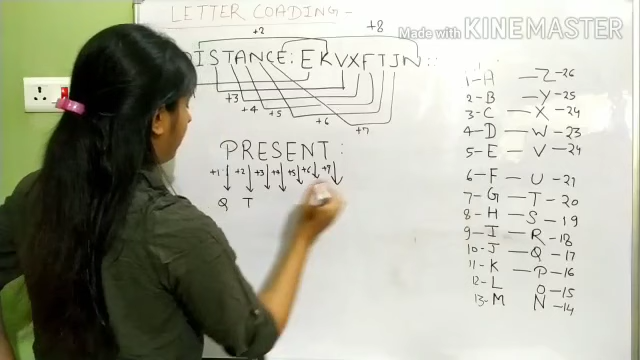 LETTER COADING -
Made with KINEMASTER
+2
+8
DISTANCE : EKVXFTJN ::
+3
+4
+5
+6
+7
PRESENT :
+1 +2 +3 +4 +5 +6 +7
Q T
1 - A — Z - 26
2 - B — Y - 25
3 - C — X - 24
4 - D — W - 23
5 - E — V - 24
6 - F — U - 21
7 - G — T - 20
8 - H — S - 19
9 - I — R - 18
10 - J — Q - 17
11 - K — P - 16
12 - L O - 15
13 - M N - 14